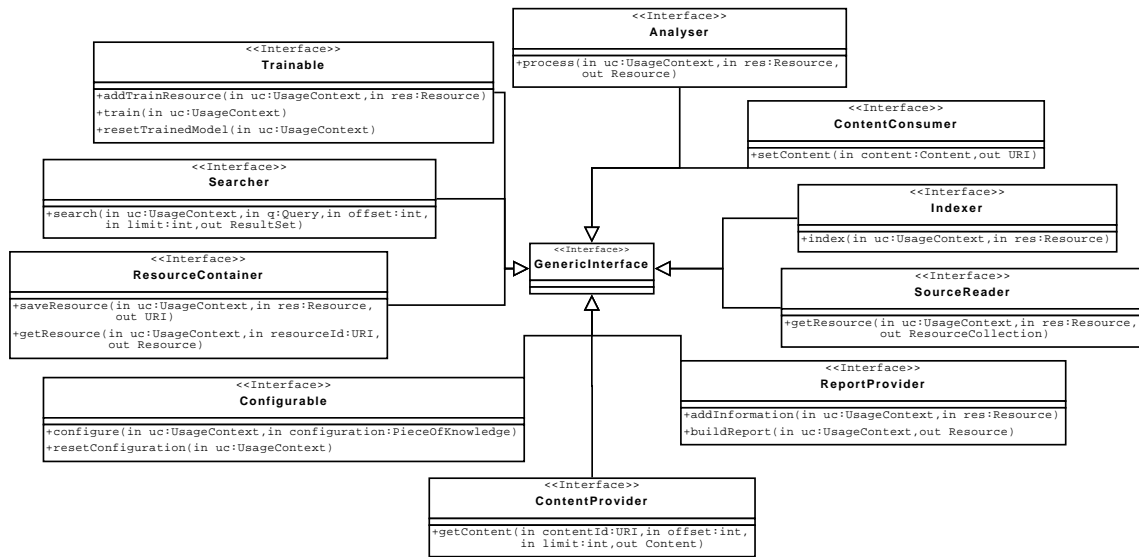 <<Interface>>
Analyser
+process(in uc:UsageContext,in res:Resource,
out Resource)
<<Interface>>
Trainable
+addTrainResource(in uc:UsageContext,in res:Resource)
+train(in uc:UsageContext)
+resetTrainedModel(in uc:UsageContext)
<<Interface>>
ContentConsumer
+setContent(in content:Content,out URI)
<<Interface>>
Searcher
+search(in uc:UsageContext,in q:Query,in offset:int,
in limit:int,out ResultSet)
<<Interface>>
Indexer
+index(in uc:UsageContext,in res:Resource)
<<Interface>>
GenericInterface
<<Interface>>
ResourceContainer
+saveResource(in uc:UsageContext,in res:Resource,
out URI)
+getResource(in uc:UsageContext,in resourceId:URI,
out Resource)
<<Interface>>
SourceReader
+getResource(in uc:UsageContext,in res:Resource,
out ResourceCollection)
<<Interface>>
Configurable
+configure(in uc:UsageContext,in configuration:PieceOfKnowledge)
+resetConfiguration(in uc:UsageContext)
<<Interface>>
ReportProvider
+addInformation(in uc:UsageContext,in res:Resource)
+buildReport(in uc:UsageContext,out Resource)
<<Interface>>
ContentProvider
+getContent(in contentId:URI,in offset:int,
in limit:int,out Content)